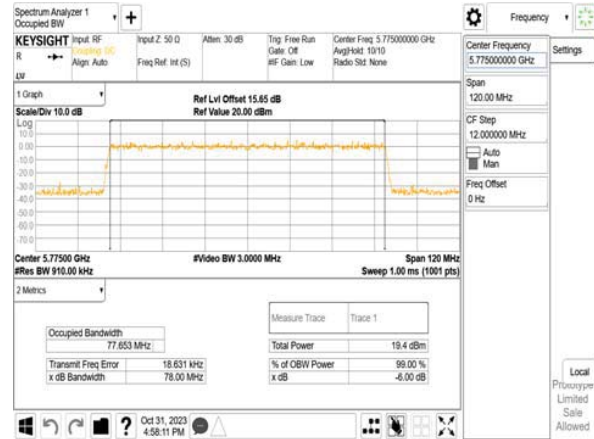 Spectrum Analyzer 1
Occupied BW
+
Frequency
KEYSIGHT Input: RF Input Z: 50 Ω Atten: 30 dB Trig: Free Run Center Freq: 5.775000000 GHz
R Coupling: DC Gate: Off Avg|Hold: 10/10
Align: Auto Freq Ref: Int (S) #IF Gain: Low Radio Std: None
LV
Center Frequency
5.775000000 GHz
Settings
Span
120.00 MHz
CF Step
12.000000 MHz
Auto
Man
Freq Offset
0 Hz
1 Graph
Scale/Div 10.0 dB
Ref Lvl Offset 15.65 dB
Ref Value 20.00 dBm
Log
10.0
0.00
-10.0
-20.0
-30.0
-40.0
-50.0
-60.0
-70.0
Center 5.77500 GHz #Video BW 3.0000 MHz Span 120 MHz
#Res BW 910.00 kHz Sweep 1.00 ms (1001 pts)
2 Metrics
Measure Trace Trace 1
Occupied Bandwidth
77.653 MHz
Total Power 19.4 dBm
Transmit Freq Error 18.631 kHz % of OBW Power 99.00 %
x dB Bandwidth 78.00 MHz x dB -6.00 dB
Local
Prototype
Limited
Sale
Allowed
?
Oct 31, 2023
4:58:11 PM